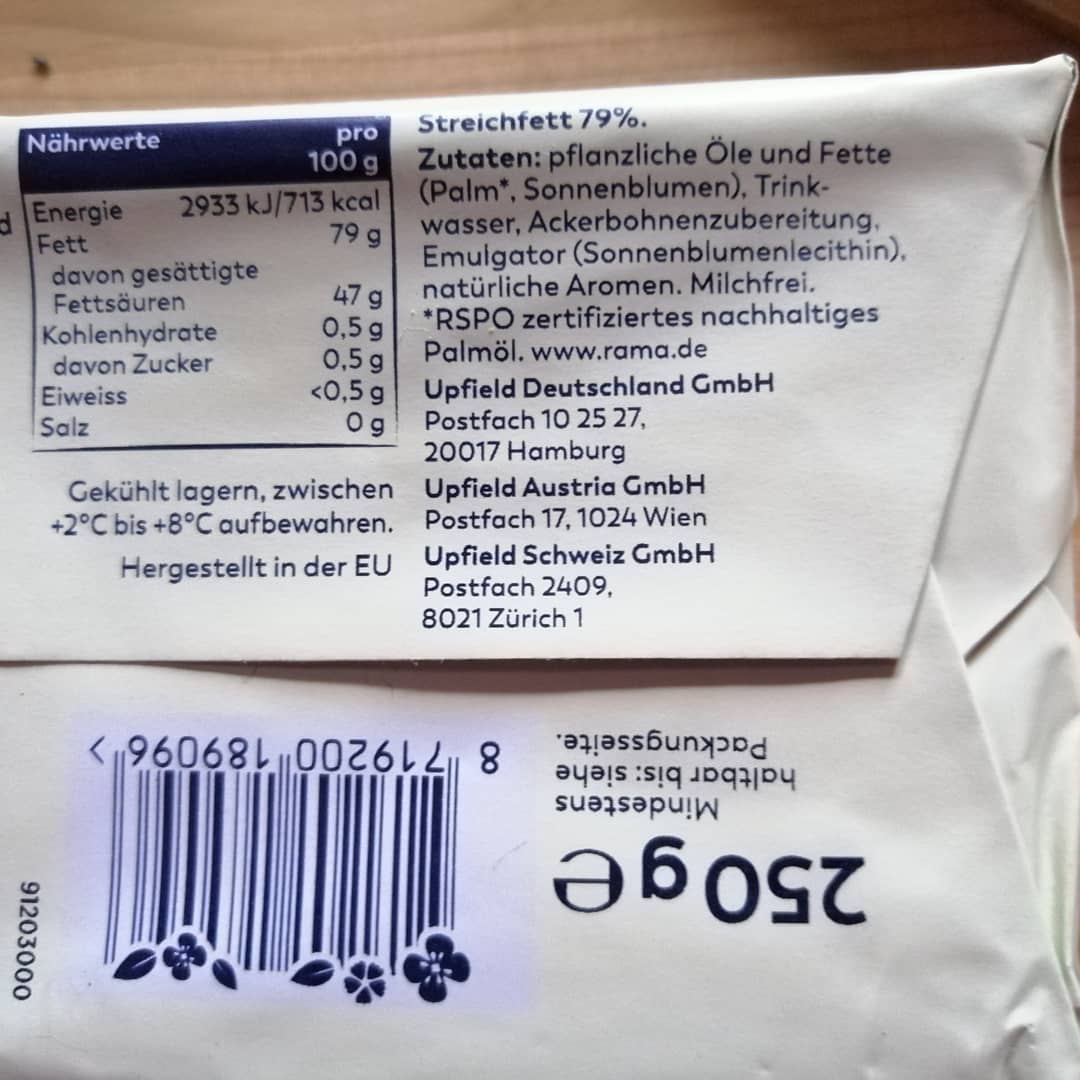 Nährwerte pro
100 g
Energie 2933 kJ/713 kcal
Fett 79 g
davon gesättigte
Fettsäuren 47 g
Kohlenhydrate 0,5 g
davon Zucker 0,5 g
Eiweiss <0,5 g
Salz 0 g
Gekühlt lagern, zwischen
+2°C bis +8°C aufbewahren.
Hergestellt in der EU
Streichfett 79%.
Zutaten: pflanzliche Öle und Fette
(Palm*, Sonnenblumen), Trink-
wasser, Ackerbohnenzubereitung,
Emulgator (Sonnenblumenlecithin),
natürliche Aromen. Milchfrei.
*RSPO zertifiziertes nachhaltiges
Palmöl. www.rama.de
Upfield Deutschland GmbH
Postfach 10 25 27,
20017 Hamburg
Upfield Austria GmbH
Postfach 17, 1024 Wien
Upfield Schweiz GmbH
Postfach 2409,
8021 Zürich 1
250 g e
Mindestens
haltbar bis: siehe
Packungsseite.
8 719200 189096 >
91203000